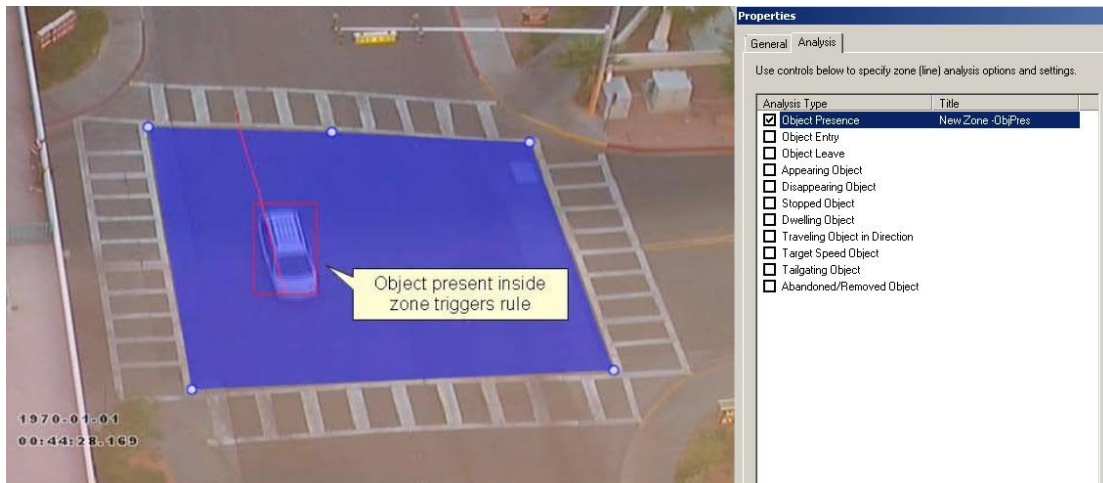 Object present inside
zone triggers rule
1970-01-01
00:44:28.169
Properties
General Analysis
Use controls below to specify zone (line) analysis options and settings.
Analysis Type Title
Object Presence New Zone -ObjPres
Object Entry
Object Leave
Appearing Object
Disappearing Object
Stopped Object
Dwelling Object
Traveling Object in Direction
Target Speed Object
Tailgating Object
Abandoned/Removed Object